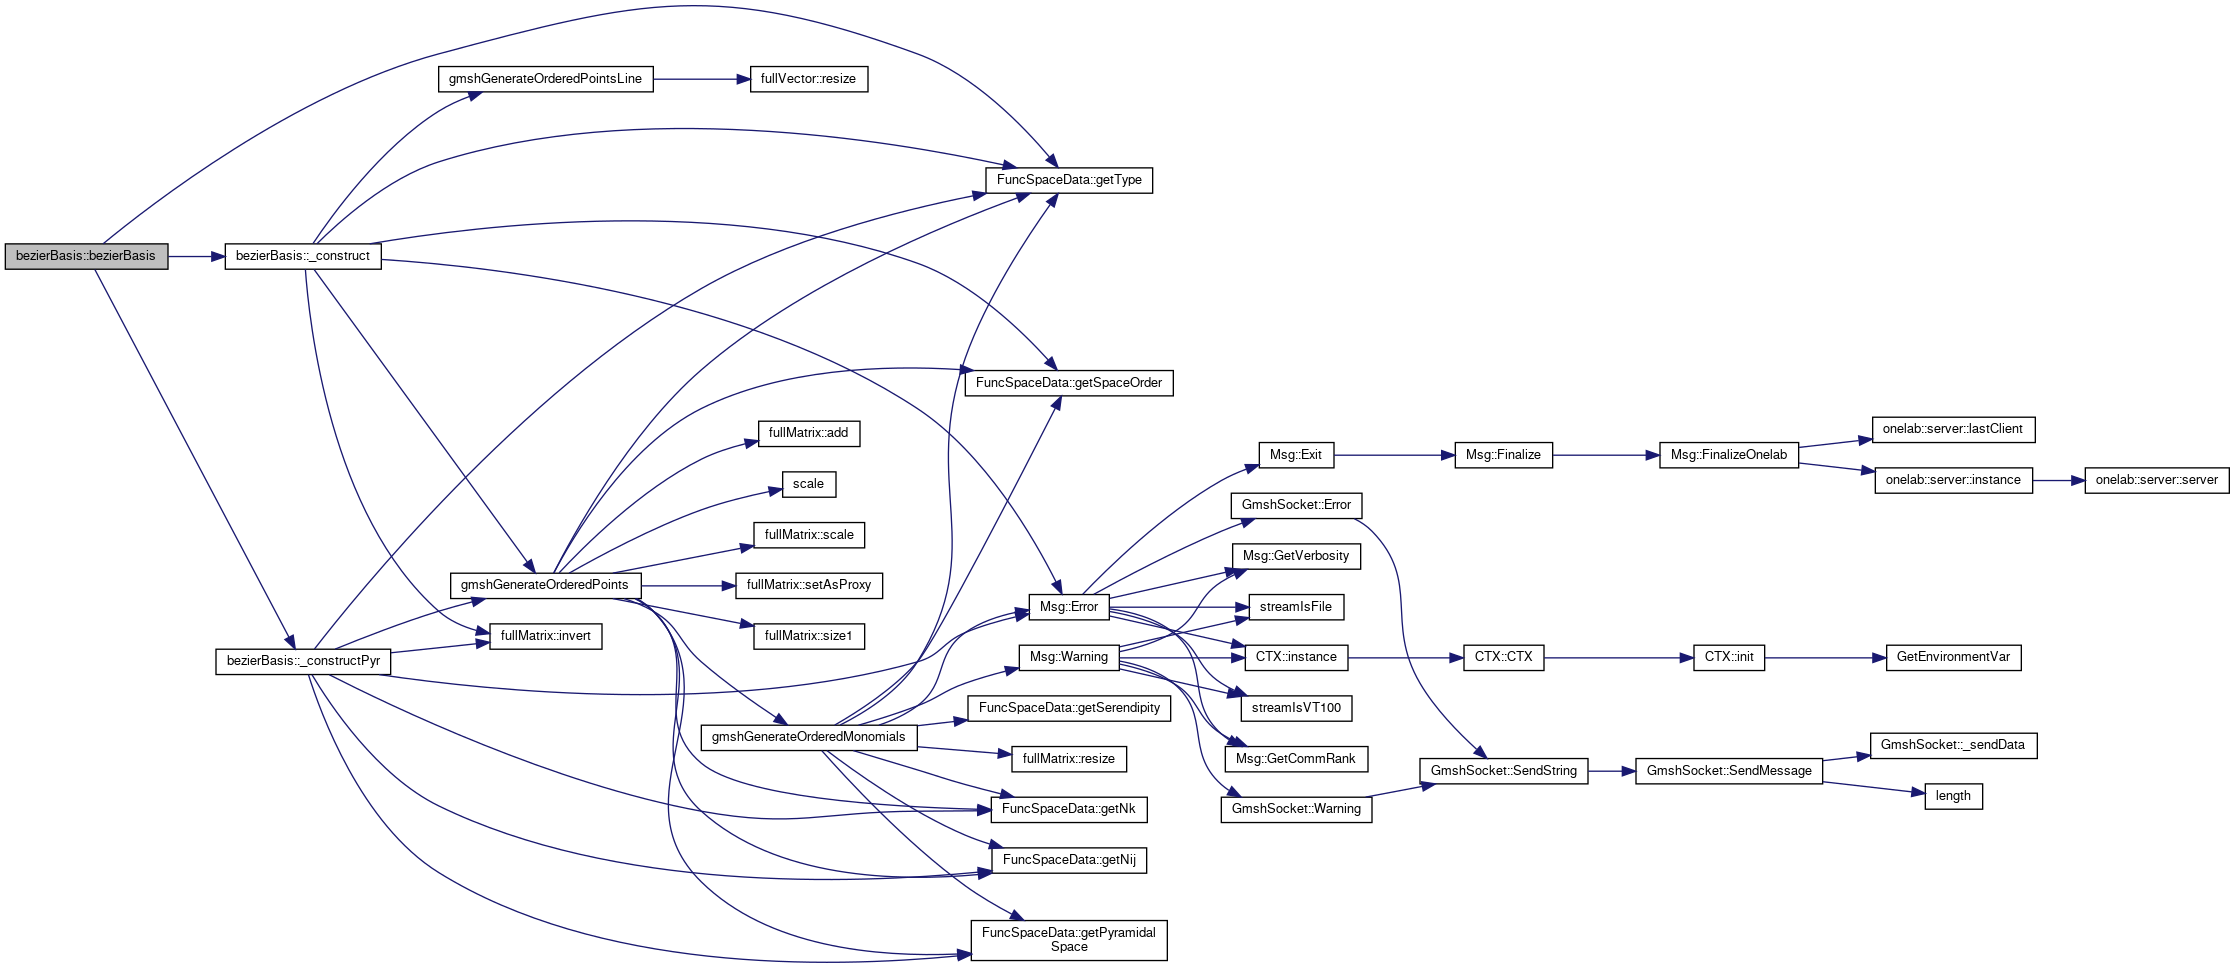 gmshGenerateOrderedPointsLine
fullVector::resize
FuncSpaceData::getType
bezierBasis::bezierBasis
bezierBasis::_construct
FuncSpaceData::getSpaceOrder
fullMatrix::add
onelab::server::lastClient
Msg::Exit
Msg::Finalize
Msg::FinalizeOnelab
scale
onelab::server::instance
onelab::server::server
GmshSocket::Error
fullMatrix::scale
Msg::GetVerbosity
gmshGenerateOrderedPoints
fullMatrix::setAsProxy
Msg::Error
streamIsFile
fullMatrix::invert
fullMatrix::size1
bezierBasis::_constructPyr
Msg::Warning
CTX::instance
CTX::CTX
CTX::init
GetEnvironmentVar
FuncSpaceData::getSerendipity
streamIsVT100
gmshGenerateOrderedMonomials
fullMatrix::resize
Msg::GetCommRank
GmshSocket::SendString
GmshSocket::SendMessage
GmshSocket::_sendData
FuncSpaceData::getNk
GmshSocket::Warning
length
FuncSpaceData::getNij
FuncSpaceData::getPyramidal
Space